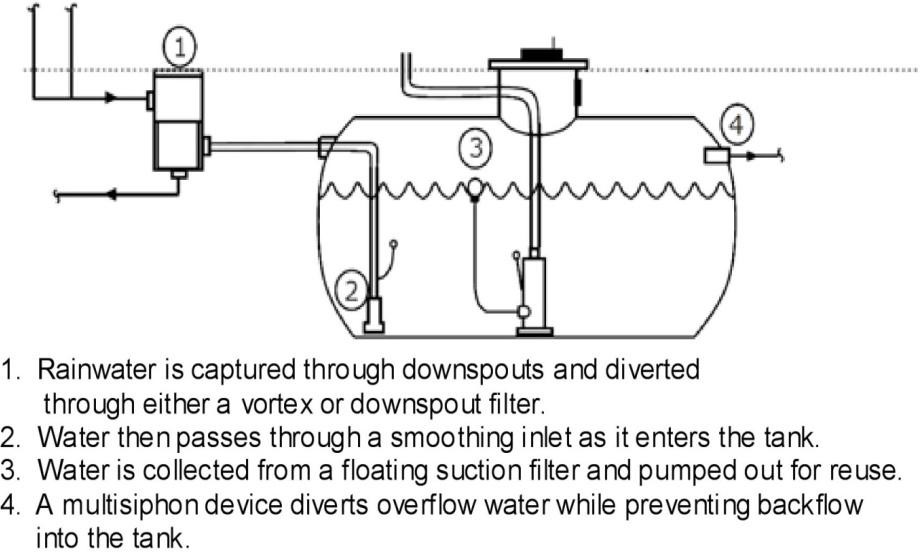 1
4
3
2
1. Rainwater is captured through downspouts and diverted
through either a vortex or downspout filter.
2. Water then passes through a smoothing inlet as it enters the tank.
3. Water is collected from a floating suction filter and pumped out for reuse.
4. A multisiphon device diverts overflow water while preventing backflow
into the tank.